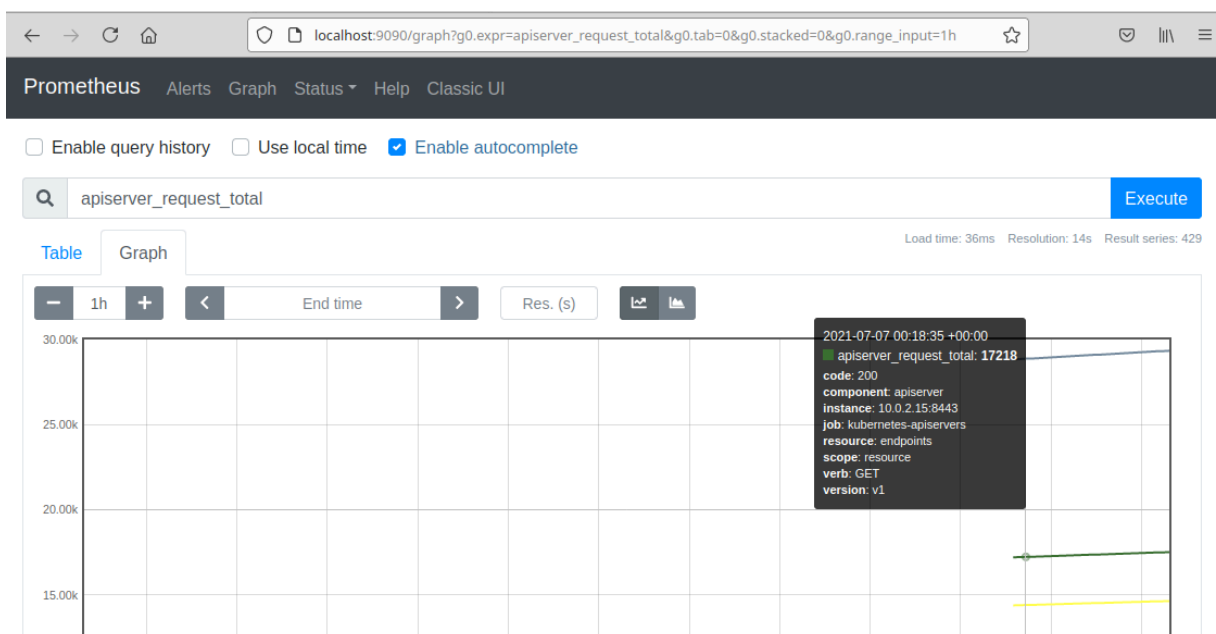 localhost:9090/graph?g0.expr=apiserver_request_total&g0.tab=0&g0.stacked=0&g0.range_input=1h
Prometheus Alerts Graph Status Help Classic UI
Enable query history Use local time Enable autocomplete
apiserver_request_total Execute
Load time: 36ms Resolution: 14s Result series: 429
Table Graph
1h End time Res. (s)
30.00k
25.00k
20.00k
15.00k
2021-07-07 00:18:35 +00:00
apiserver_request_total: 17218
code: 200
component: apiserver
instance: 10.0.2.15:8443
job: kubernetes-apiservers
resource: endpoints
scope: resource
verb: GET
version: v1